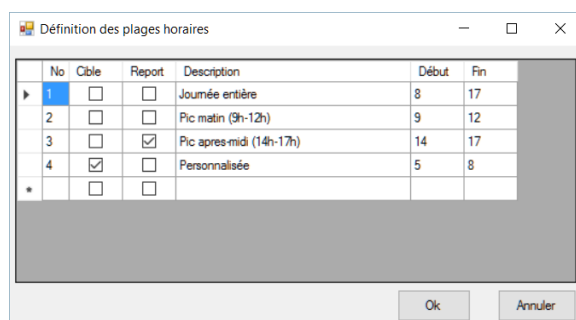 Définition des plages horaires
No Cible Report Description Début Fin
1 Journée entière 8 17
2 Pic matin (9h-12h) 9 12
3 Pic apres-midi (14h-17h) 14 17
4 Personnalisée 5 8
*
Ok Annuler